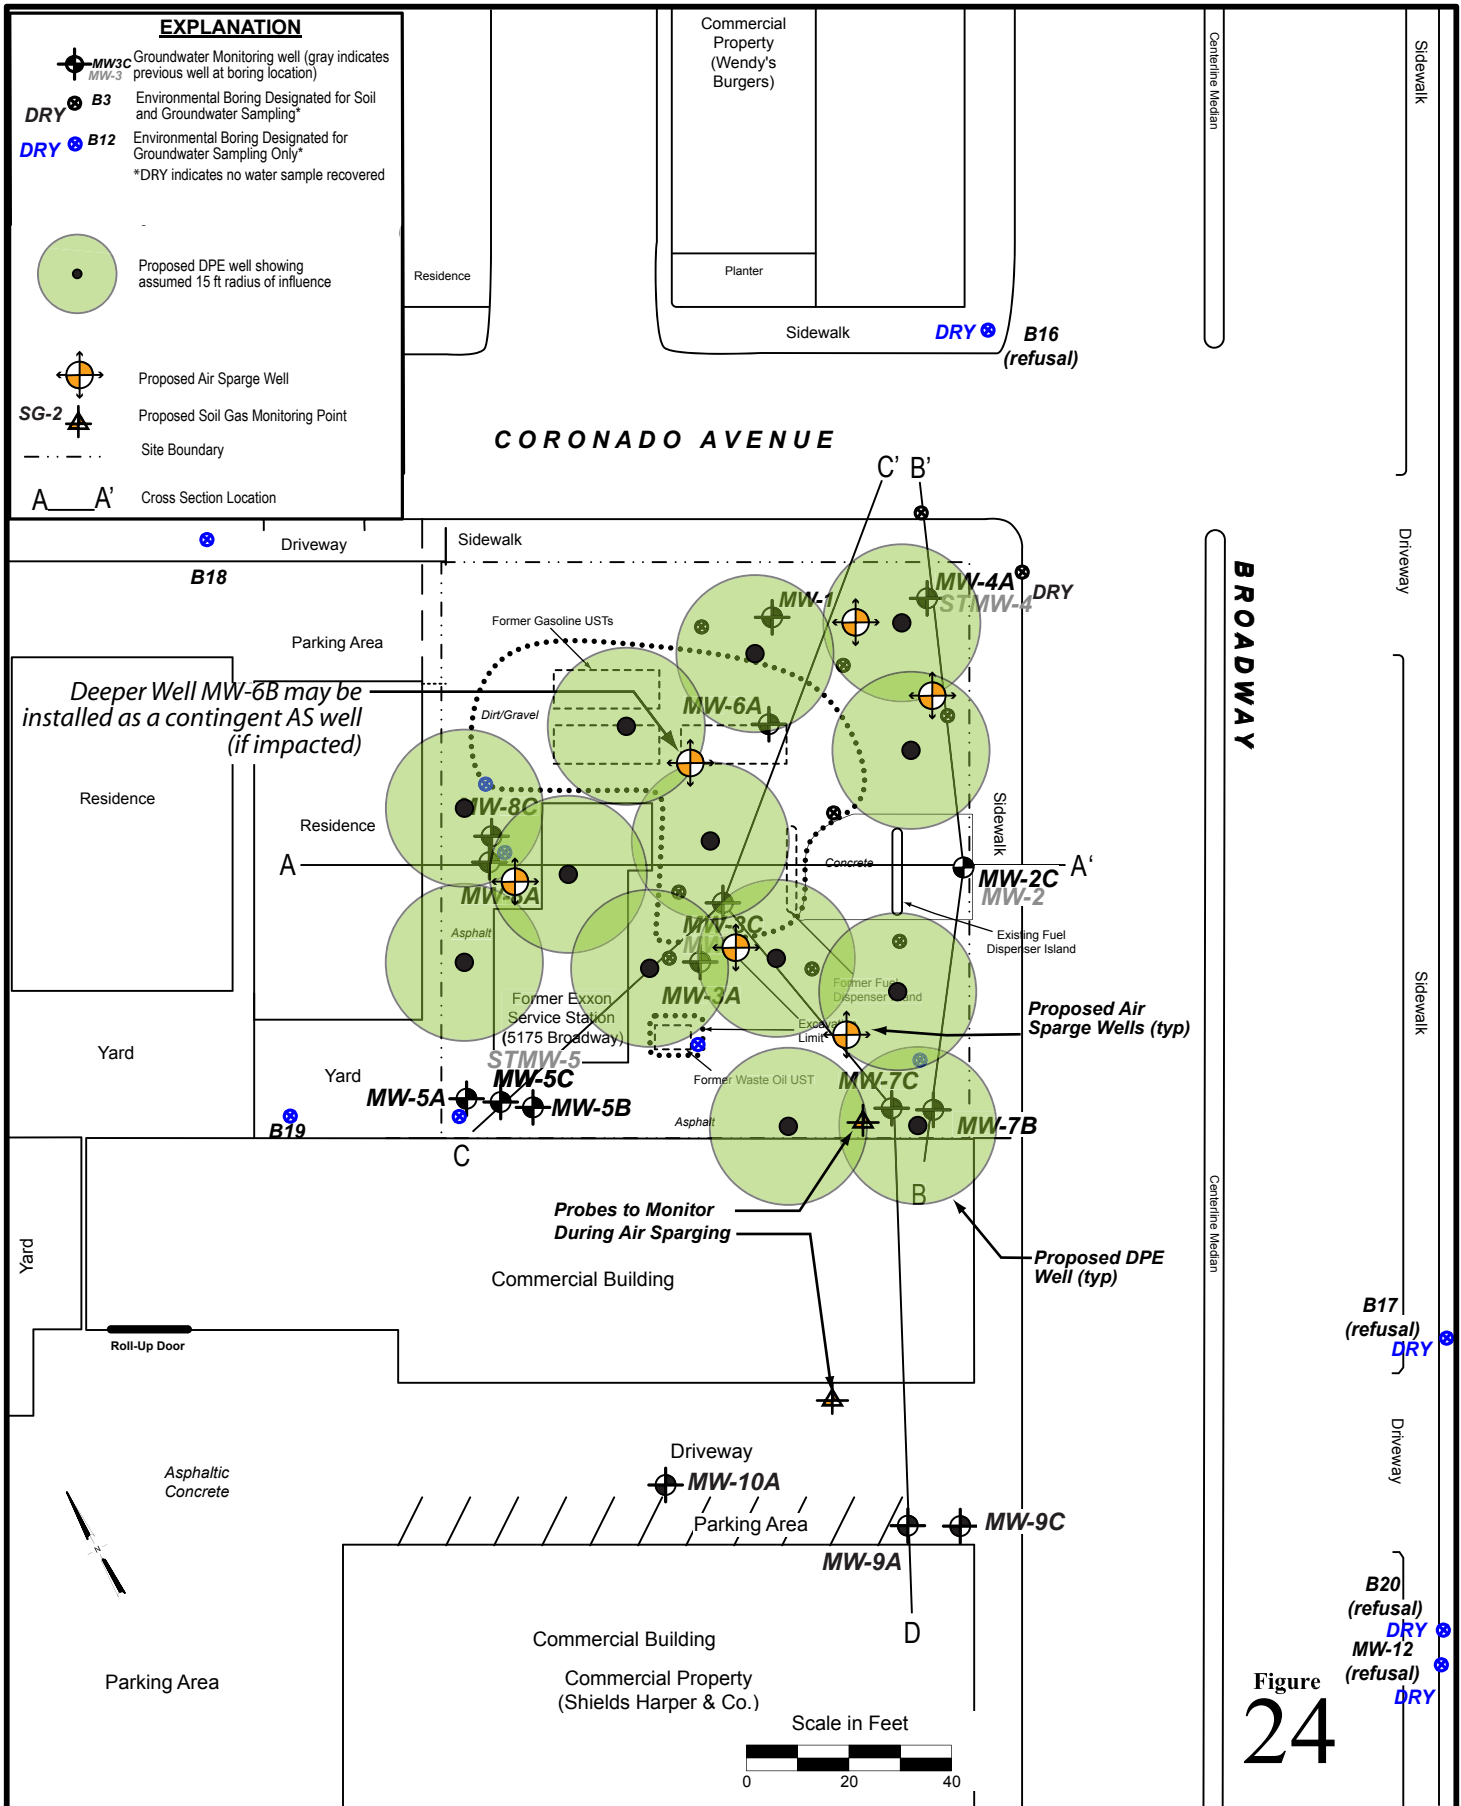 EXPLANATION
MW3C
MW-3
Groundwater Monitoring well (gray indicates
previous well at boring location)
DRY
B3
Environmental Boring Designated for Soil
and Groundwater Sampling*
DRY
B12
Environmental Boring Designated for
Groundwater Sampling Only*
*DRY indicates no water sample recovered
Proposed DPE well showing
assumed 15 ft radius of influence
Proposed Air Sparge Well
SG-2
Proposed Soil Gas Monitoring Point
Site Boundary
A A'
Cross Section Location
Commercial
Property
(Wendy's
Burgers)
Planter
Sidewalk
Residence
DRY
B16
(refusal)
Centerline Median
Sidewalk
CORONADO AVENUE
C' B'
Driveway
Sidewalk
B18
Parking Area
Driveway
BROADWAY
MW-4A
STMW-4
DRY
MW-1
Former Gasoline USTs
Deeper Well MW-6B may be
installed as a contingent AS well
(if impacted)
Dirt/Gravel
MW-6A
Residence
Residence
MW-8C
Sidewalk
A
Concrete
A'
MW-2C
MW-2
Asphalt
MW-3C
Existing Fuel
Dispenser Island
Former Fuel
Dispenser Island
MW-3A
Former Exxon
Service Station
(5175 Broadway)
Excavation
Limit
Proposed Air
Sparge Wells (typ)
Sidewalk
Yard
Yard
STMW-5
MW-5C
MW-5A
MW-5B
Former Waste Oil UST
MW-7C
Asphalt
MW-7B
B19
C
B
Probes to Monitor
During Air Sparging
Proposed DPE
Well (typ)
Centerline Median
Yard
Commercial Building
Roll-Up Door
B17
(refusal)
DRY
Driveway
Asphaltic
Concrete
Driveway
MW-10A
Parking Area
MW-9C
MW-9A
N
D
B20
(refusal)
DRY
MW-12
(refusal)
DRY
Commercial Building
Commercial Property
(Shields Harper & Co.)
Parking Area
Scale in Feet
0 20 40
Figure
24